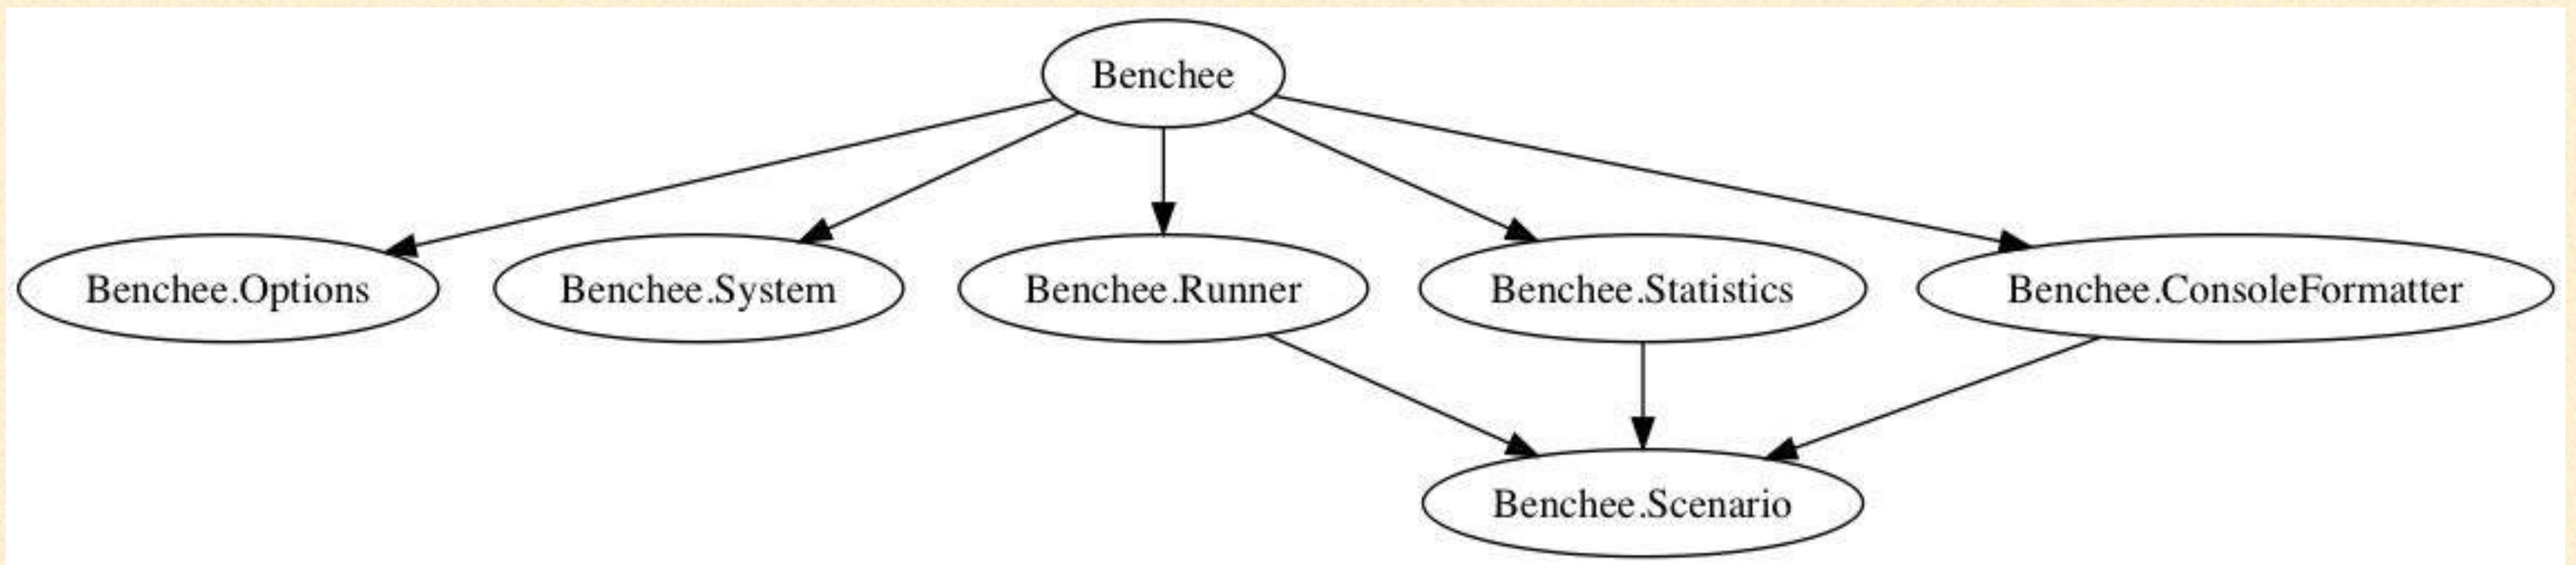 Benchee
Benchee.Options
Benchee.System
Benchee.Runner
Benchee.Statistics
Benchee.ConsoleFormatter
Benchee.Scenario